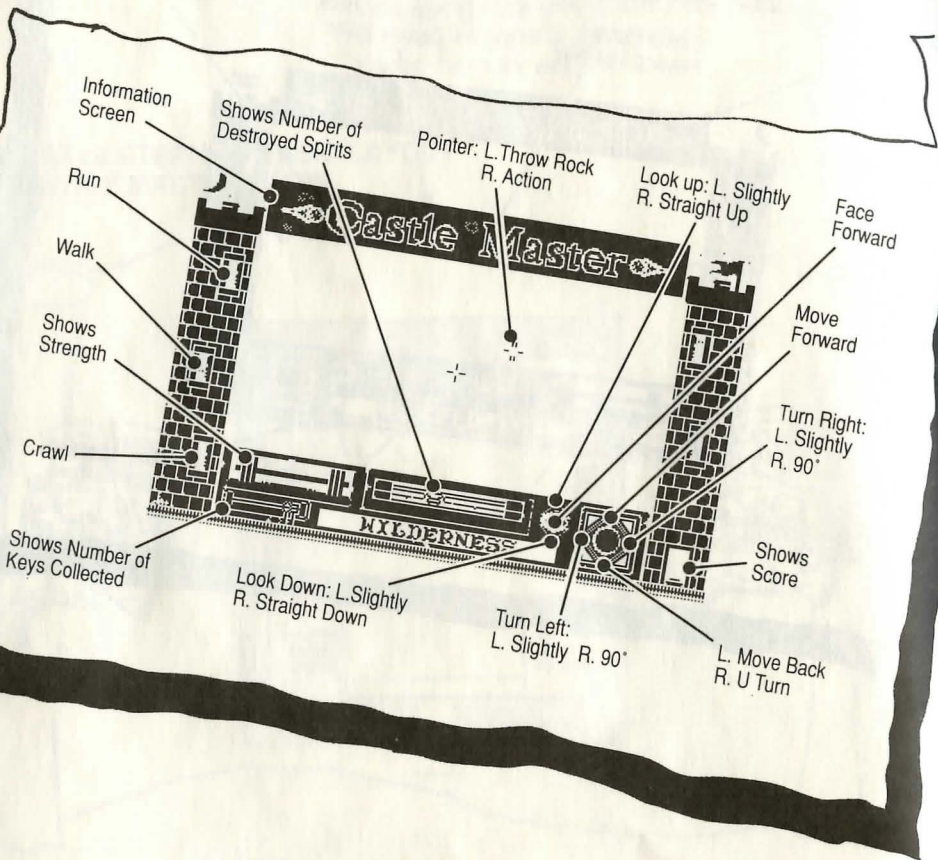 Information
Screen
Shows Number of
Destroyed Spirits
Pointer: L.Throw Rock
R. Action
Look up: L. Slightly
R. Straight Up
Face
Forward
Run
Castle Master
Walk
Move
Forward
Shows
Strength
Turn Right:
L. Slightly
R. 90°
Crawl
WILDERNESS
Shows Number of
Keys Collected
Look Down: L.Slightly
R. Straight Down
Turn Left:
L. Slightly R. 90°
Shows
Score
L. Move Back
R. U Turn